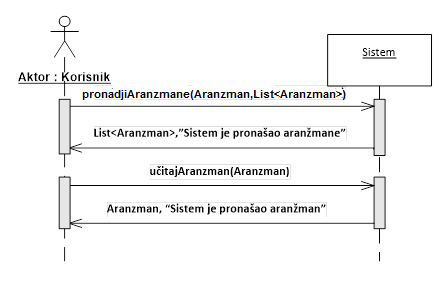 Aktor : Korisnik
Sistem
pronadjiAranzmane(Aranzman,List<Aranzman>)
List<Aranzman>,"Sistem je pronašao aranžmane"
učitajAranzman(Aranzman)
Aranzman, "Sistem je pronašao aranžman"